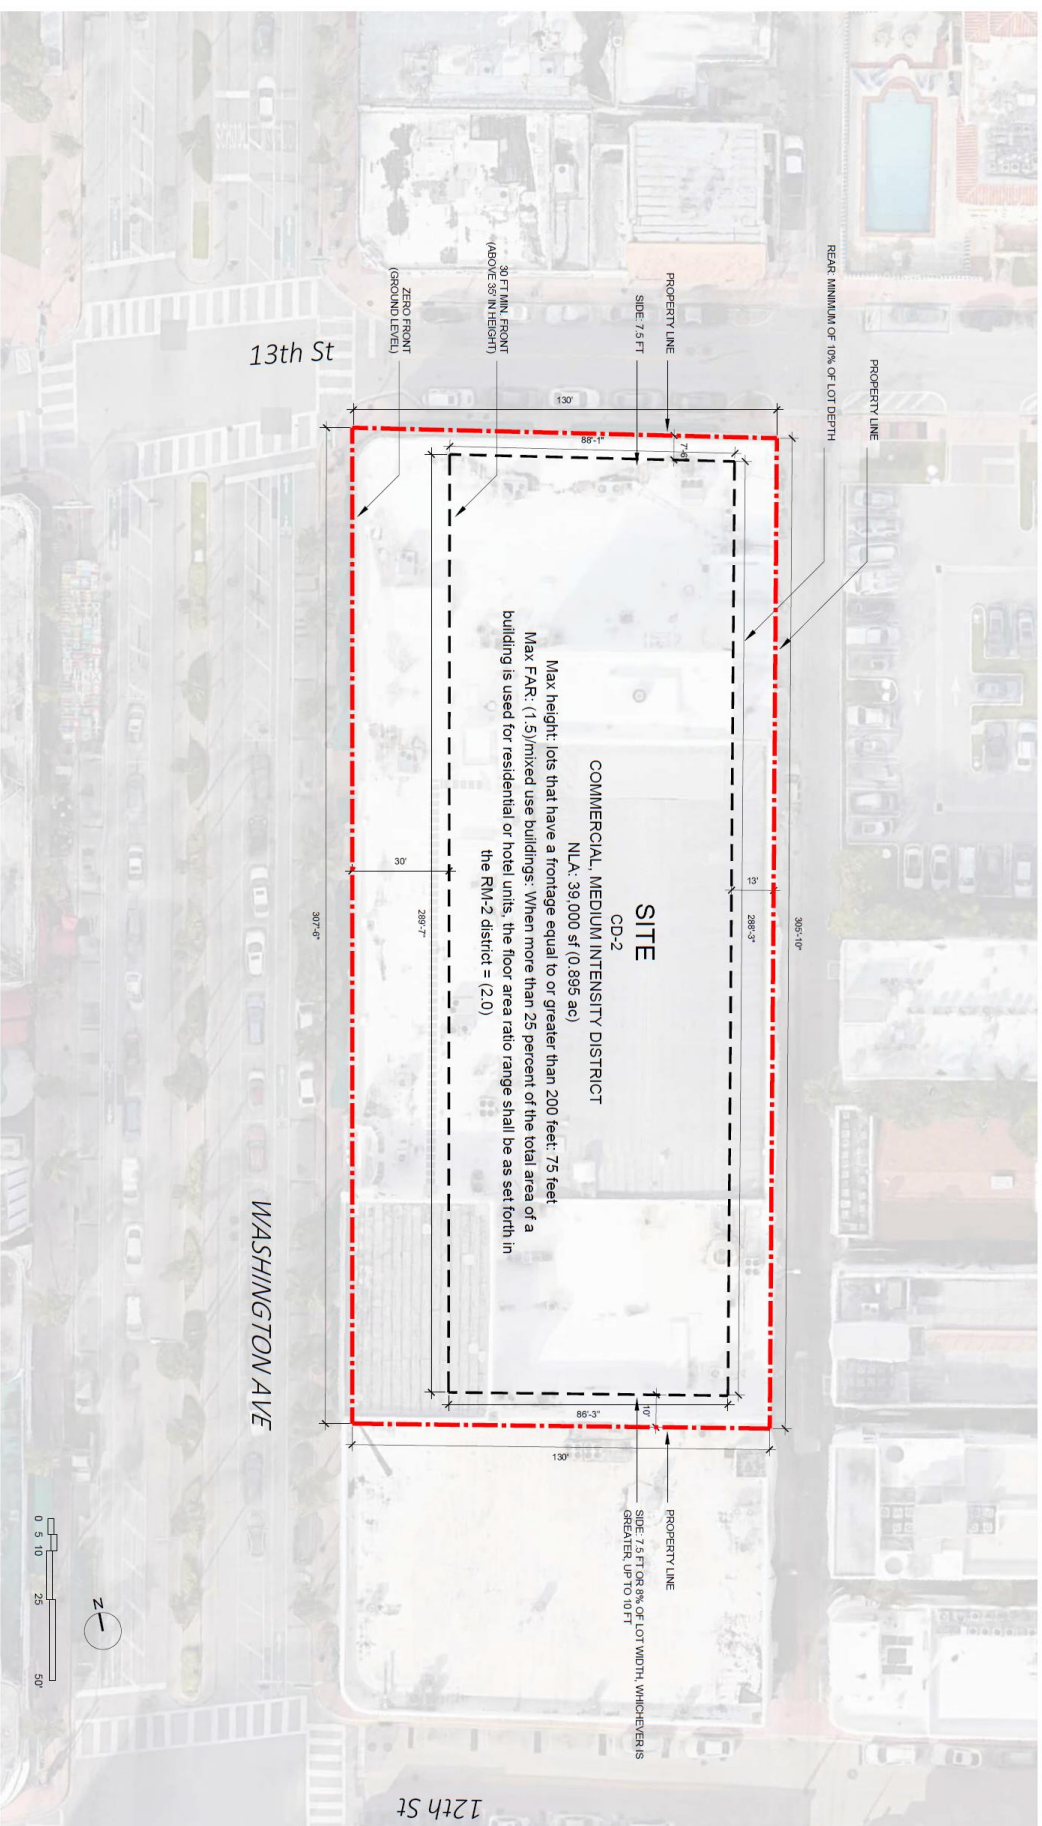 REAR: MINIMUM OF 10% OF LOT DEPTH
PROPERTY LINE
PROPERTY LINE
SIDE: 7.5 FT
30 FT MIN. FRONT
(ABOVE 35' IN HEIGHT)
ZERO FRONT
(GROUND LEVEL)
13th St
130'
88'-1"
7'-6"
SITE
CD-2
COMMERCIAL, MEDIUM INTENSITY DISTRICT
NLA: 39,000 sf (0.895 ac)
Max height: lots that have a frontage equal to or greater than 200 feet: 75 feet
Max FAR: (1.5)/mixed use buildings: When more than 25 percent of the total area of a
building is used for residential or hotel units, the floor area ratio range shall be as set forth in
the RM-2 district = (2.0)
305'-10"
288'-3"
13'
30'
289'-7"
307'-6"
WASHINGTON AVE
10'
86'-3"
130'
PROPERTY LINE
SIDE: 7.5 FT OR 8% OF LOT WIDTH, WHICHEVER IS
GREATER, UP TO 10 FT
0 5 10 25 50'
N
12th St